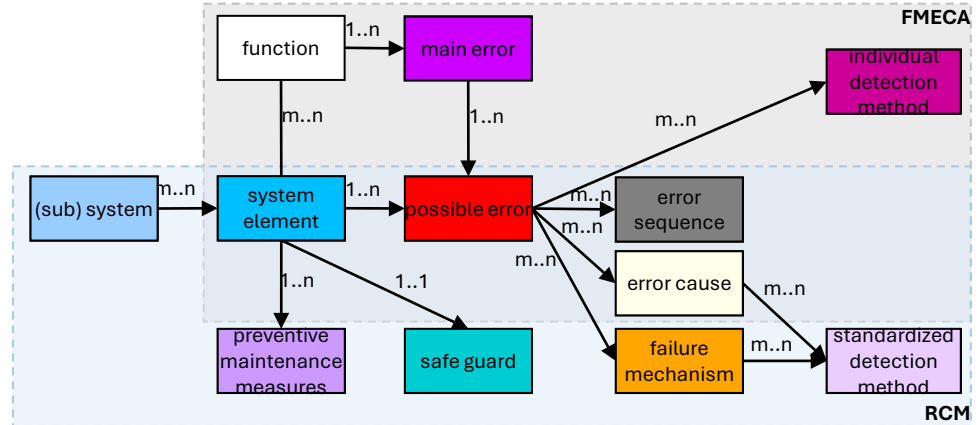 FMECA
function
1..n
main error
individual
detection
method
m..n
1..n
m..n
(sub) system
m..n
system
element
1..n
possible error
m..n
error
sequence
m..n
m..n
error cause
1..n
1..1
m..n
preventive
maintenance
measures
safe guard
failure
mechanism
m..n
standardized
detection
method
RCM